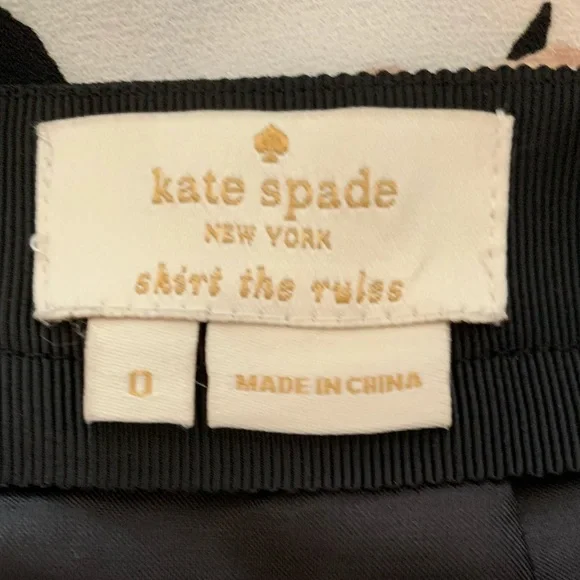 kate spade
NEW YORK
skirt the rules
0
MADE IN CHINA